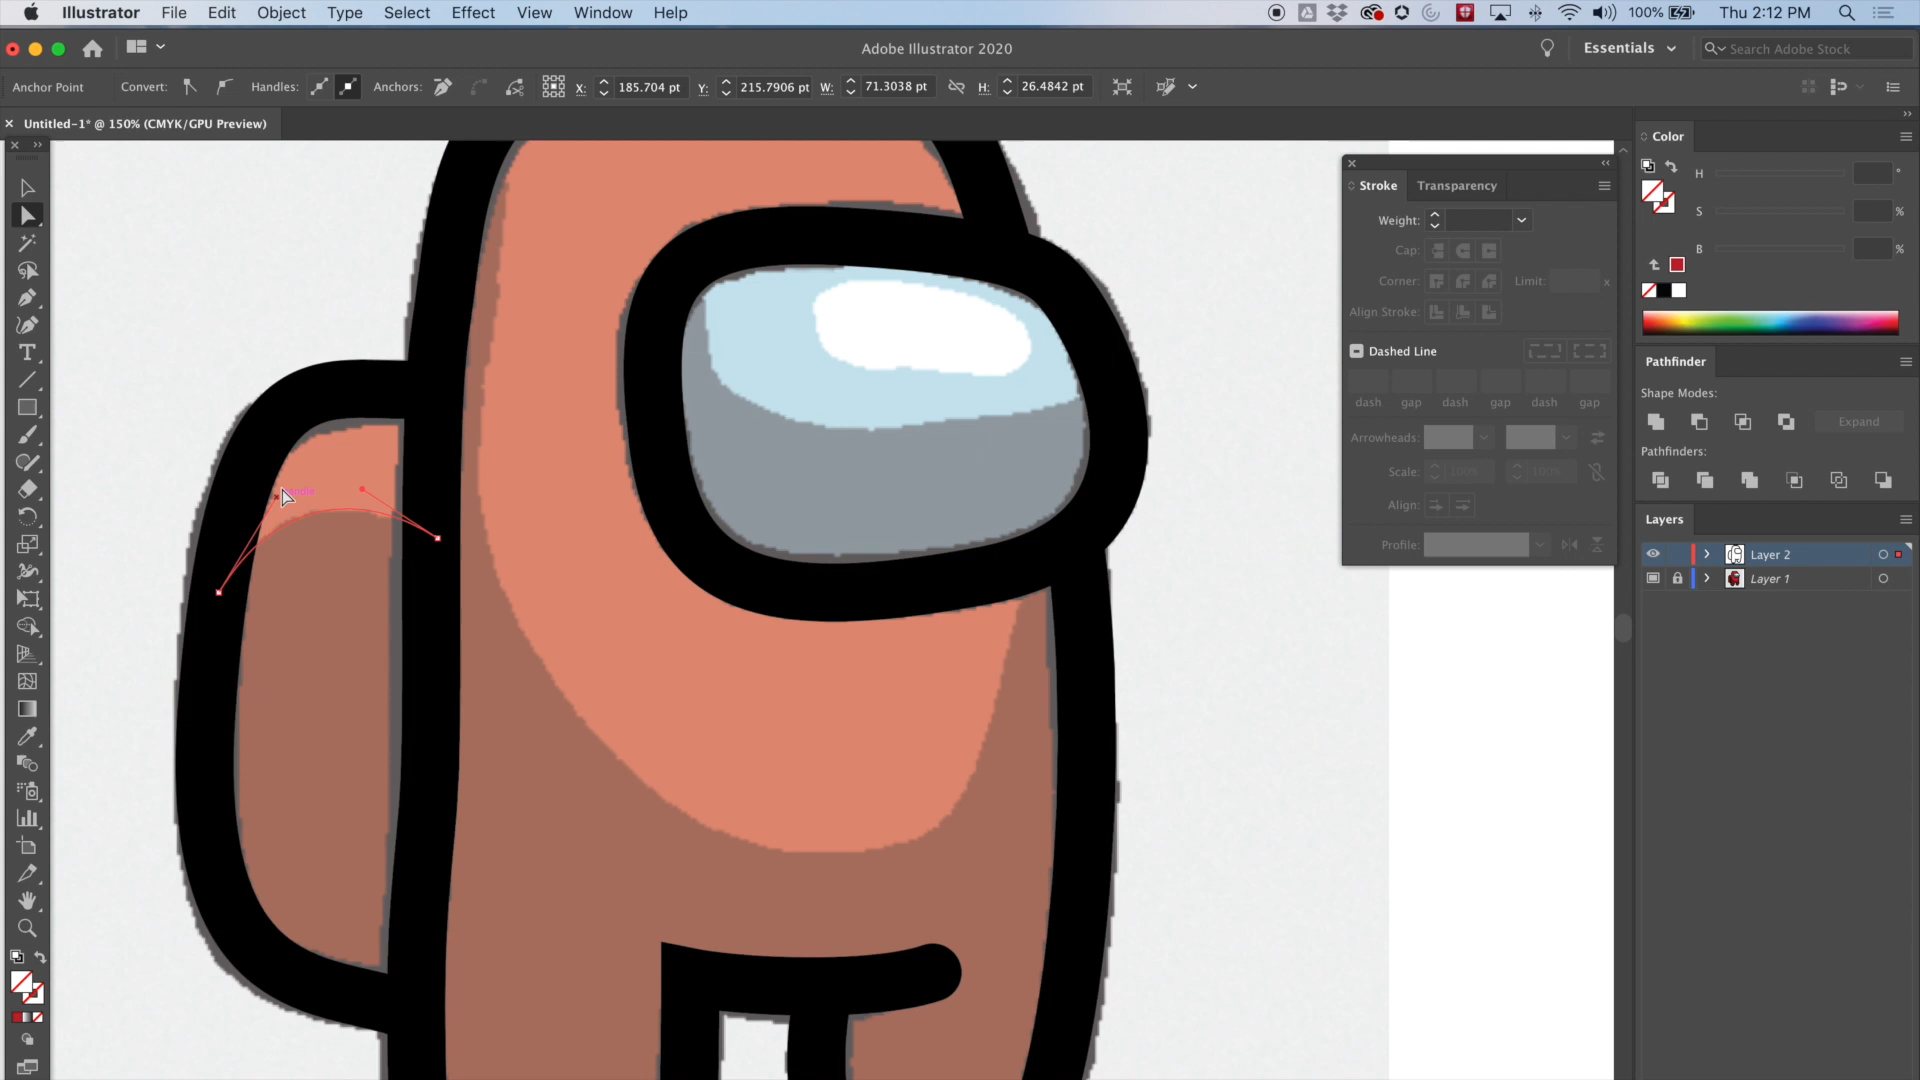 Illustrator File Edit Object Type Select Effect View Window Help 100% Thu 2:12 PM
Adobe Illustrator 2020 Essentials Search Adobe Stock
Anchor Point Convert: Handles: Anchors: X: 185.704 pt Y: 215.7906 pt W: 71.3038 pt H: 26.4842 pt
Untitled-1* @ 150% (CMYK/GPU Preview)
Color
H °
S %
B %
Stroke Transparency
Weight:
Cap:
Corner: Limit: x
Align Stroke:
Dashed Line
dash gap dash gap dash gap
Arrowheads:
Scale: 100% 100%
Align:
Profile:
Pathfinder
Shape Modes:
Expand
Pathfinders:
Layers
Layer 2
Layer 1